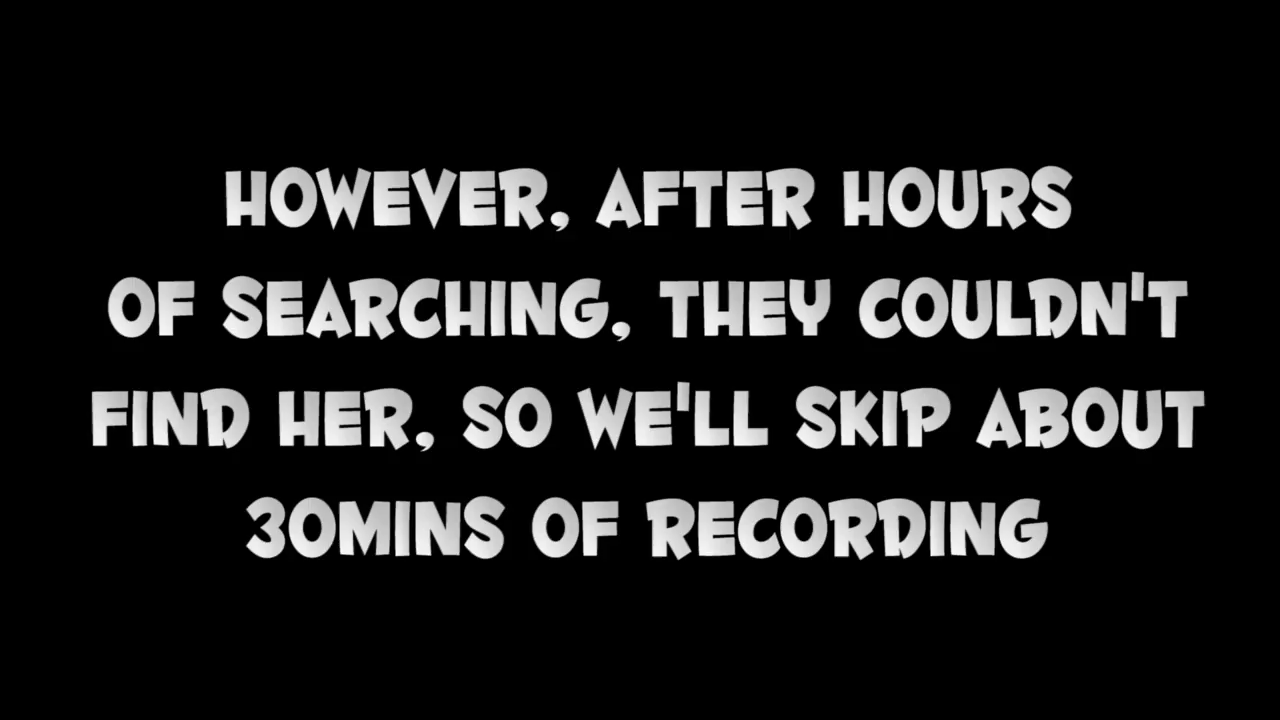 HOWEVER, AFTER HOURS
OF SEARCHING, THEY COULDN'T
FIND HER, SO WE'LL SKIP ABOUT
30MINS OF RECORDING